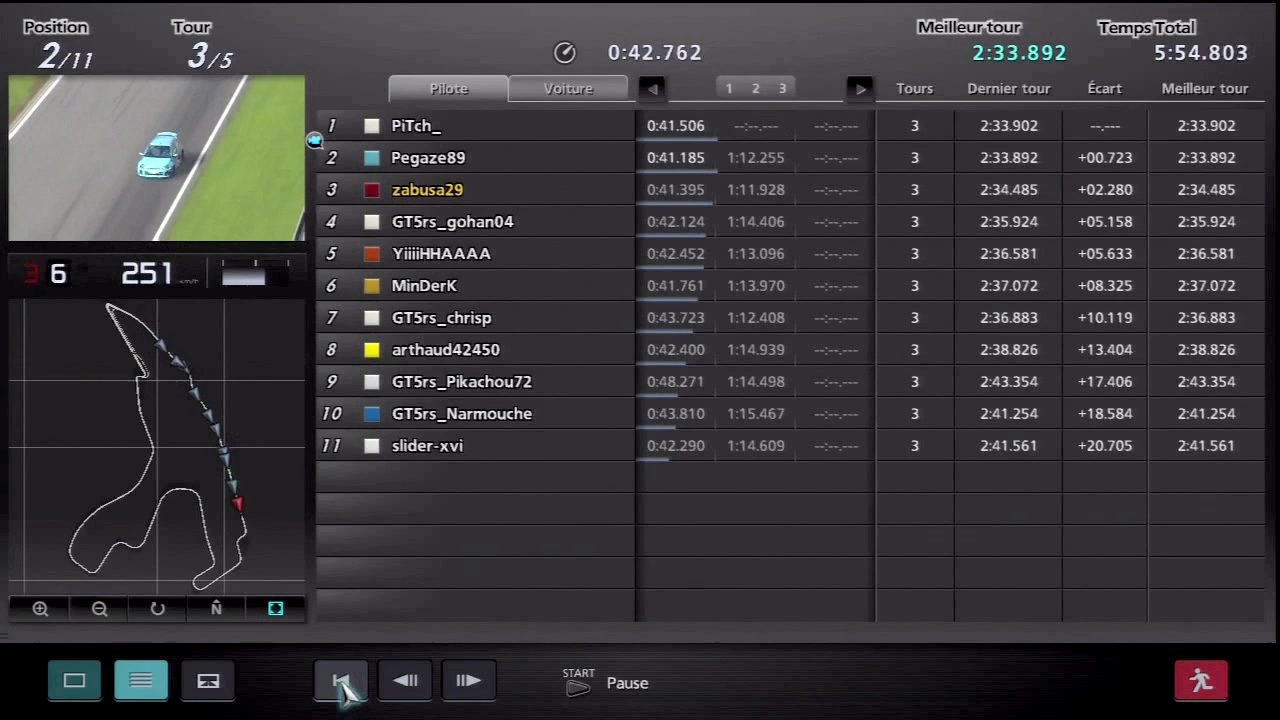 Position Tour Meilleur tour Temps Total
2/11 3/5 0:42.762 2:33.892 5:54.803
Pilote Voiture 1 2 3 Tours Dernier tour Écart Meilleur tour
1 PiTch_ 0:41.506 --:--.--- --:--.--- 3 2:33.902 --.--- 2:33.902
2 Pegaze89 0:41.185 1:12.255 --:--.--- 3 2:33.892 +00.723 2:33.892
3 zabusa29 0:41.395 1:11.928 --:--.--- 3 2:34.485 +02.280 2:34.485
4 GT5rs_gohan04 0:42.124 1:14.406 --:--.--- 3 2:35.924 +05.158 2:35.924
5 YiiiiHHAAAA 0:42.452 1:13.096 --:--.--- 3 2:36.581 +05.633 2:36.581
6 MinDerK 0:41.761 1:13.970 --:--.--- 3 2:37.072 +08.325 2:37.072
7 GT5rs_chrisp 0:43.723 1:12.408 --:--.--- 3 2:36.883 +10.119 2:36.883
8 arthaud42450 0:42.400 1:14.939 --:--.--- 3 2:38.826 +13.404 2:38.826
9 GT5rs_Pikachou72 0:48.271 1:14.498 --:--.--- 3 2:43.354 +17.406 2:43.354
10 GT5rs_Narmouche 0:43.810 1:15.467 --:--.--- 3 2:41.254 +18.584 2:41.254
11 slider-xvi 0:42.290 1:14.609 --:--.--- 3 2:41.561 +20.705 2:41.561
3 6 251
N
START
Pause